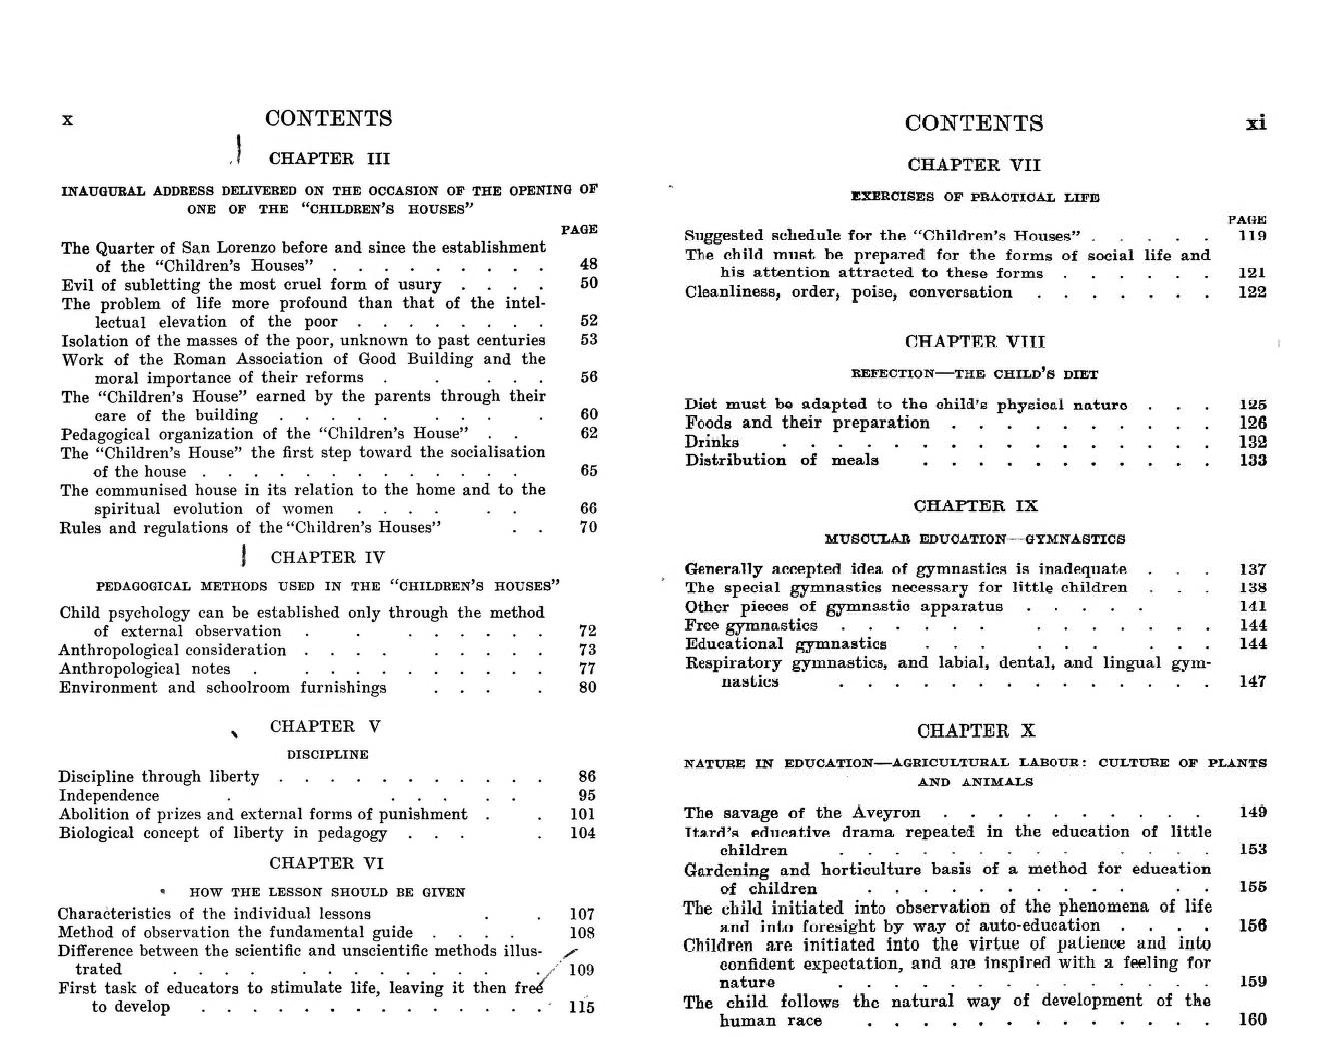 x CONTENTS
CHAPTER III
INAUGURAL ADDRESS DELIVERED ON THE OCCASION OF THE OPENING OF
ONE OF THE "CHILDREN'S HOUSES"
PAGE
The Quarter of San Lorenzo before and since the establishment
of the "Children's Houses" . . . . . . . . . 48
Evil of subletting the most cruel form of usury . . . . 50
The problem of life more profound than that of the intel-
lectual elevation of the poor . . . . . . . . 52
Isolation of the masses of the poor, unknown to past centuries 53
Work of the Roman Association of Good Building and the
moral importance of their reforms . . . . 56
The "Children's House" earned by the parents through their
care of the building . . . . . . . . . 60
Pedagogical organization of the "Children's House" . . 62
The "Children's House" the first step toward the socialisation
of the house . . . . . . . . . . . . 65
The communised house in its relation to the home and to the
spiritual evolution of women . . . . . . 66
Rules and regulations of the "Children's Houses" . . 70
CHAPTER IV
PEDAGOGICAL METHODS USED IN THE "CHILDREN'S HOUSES"
Child psychology can be established only through the method
of external observation . . . . . . . . 72
Anthropological consideration . . . . . . . . . 73
Anthropological notes . . . . . . . . . . 77
Environment and schoolroom furnishings . . . . 80
CHAPTER V
DISCIPLINE
Discipline through liberty . . . . . . . . . . 86
Independence . . . . . . 95
Abolition of prizes and external forms of punishment . . 101
Biological concept of liberty in pedagogy . . . . 104
CHAPTER VI
HOW THE LESSON SHOULD BE GIVEN
Characteristics of the individual lessons . . 107
Method of observation the fundamental guide . . . . 108
Difference between the scientific and unscientific methods illus-
trated . . . . . . . . . . . . . 109
First task of educators to stimulate life, leaving it then free
to develop . . . . . . . . . . . . . 115
CONTENTS xi
CHAPTER VII
EXERCISES OF PRACTICAL LIFE
PAGE
Suggested schedule for the "Children's Houses" . . . . . 119
The child must be prepared for the forms of social life and
his attention attracted to these forms . . . . . . 121
Cleanliness, order, poise, conversation . . . . . . . 122
CHAPTER VIII
REFECTION—THE CHILD'S DIET
Diet must be adapted to the child's physical nature . . . 125
Foods and their preparation . . . . . . . . . . 126
Drinks . . . . . . . . . . . . . . . . 132
Distribution of meals . . . . . . . . . . . 133
CHAPTER IX
MUSCULAR EDUCATION—GYMNASTICS
Generally accepted idea of gymnastics is inadequate . . . 137
The special gymnastics necessary for little children . . . 138
Other pieces of gymnastic apparatus . . . . . 141
Free gymnastics . . . . . . . . . . . . . 144
Educational gymnastics . . . . . . . . . 144
Respiratory gymnastics, and labial, dental, and lingual gym-
nastics . . . . . . . . . . . . . . 147
CHAPTER X
NATURE IN EDUCATION—AGRICULTURAL LABOUR: CULTURE OF PLANTS
AND ANIMALS
The savage of the Aveyron . . . . . . . . . . 149
Itard's educative drama repeated in the education of little
children . . . . . . . . . . . . . . 153
Gardening and horticulture basis of a method for education
of children . . . . . . . . . . . . 155
The child initiated into observation of the phenomena of life
and into foresight by way of auto-education . . . . 156
Children are initiated into the virtue of patience and into
confident expectation, and are inspired with a feeling for
nature . . . . . . . . . . . . . . 159
The child follows the natural way of development of the
human race . . . . . . . . . . . . . 160